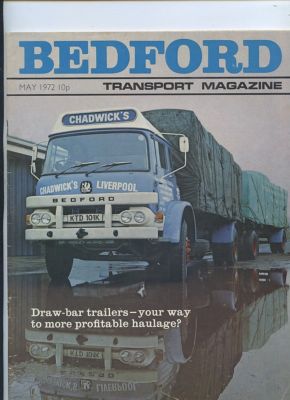 BEDFORD
MAY 1972 10p
TRANSPORT MAGAZINE
CHADWICK'S
CHADWICK'S LIVERPOOL
BEDFORD
KTD 101K
Draw-bar trailers – your way
to more profitable haulage?